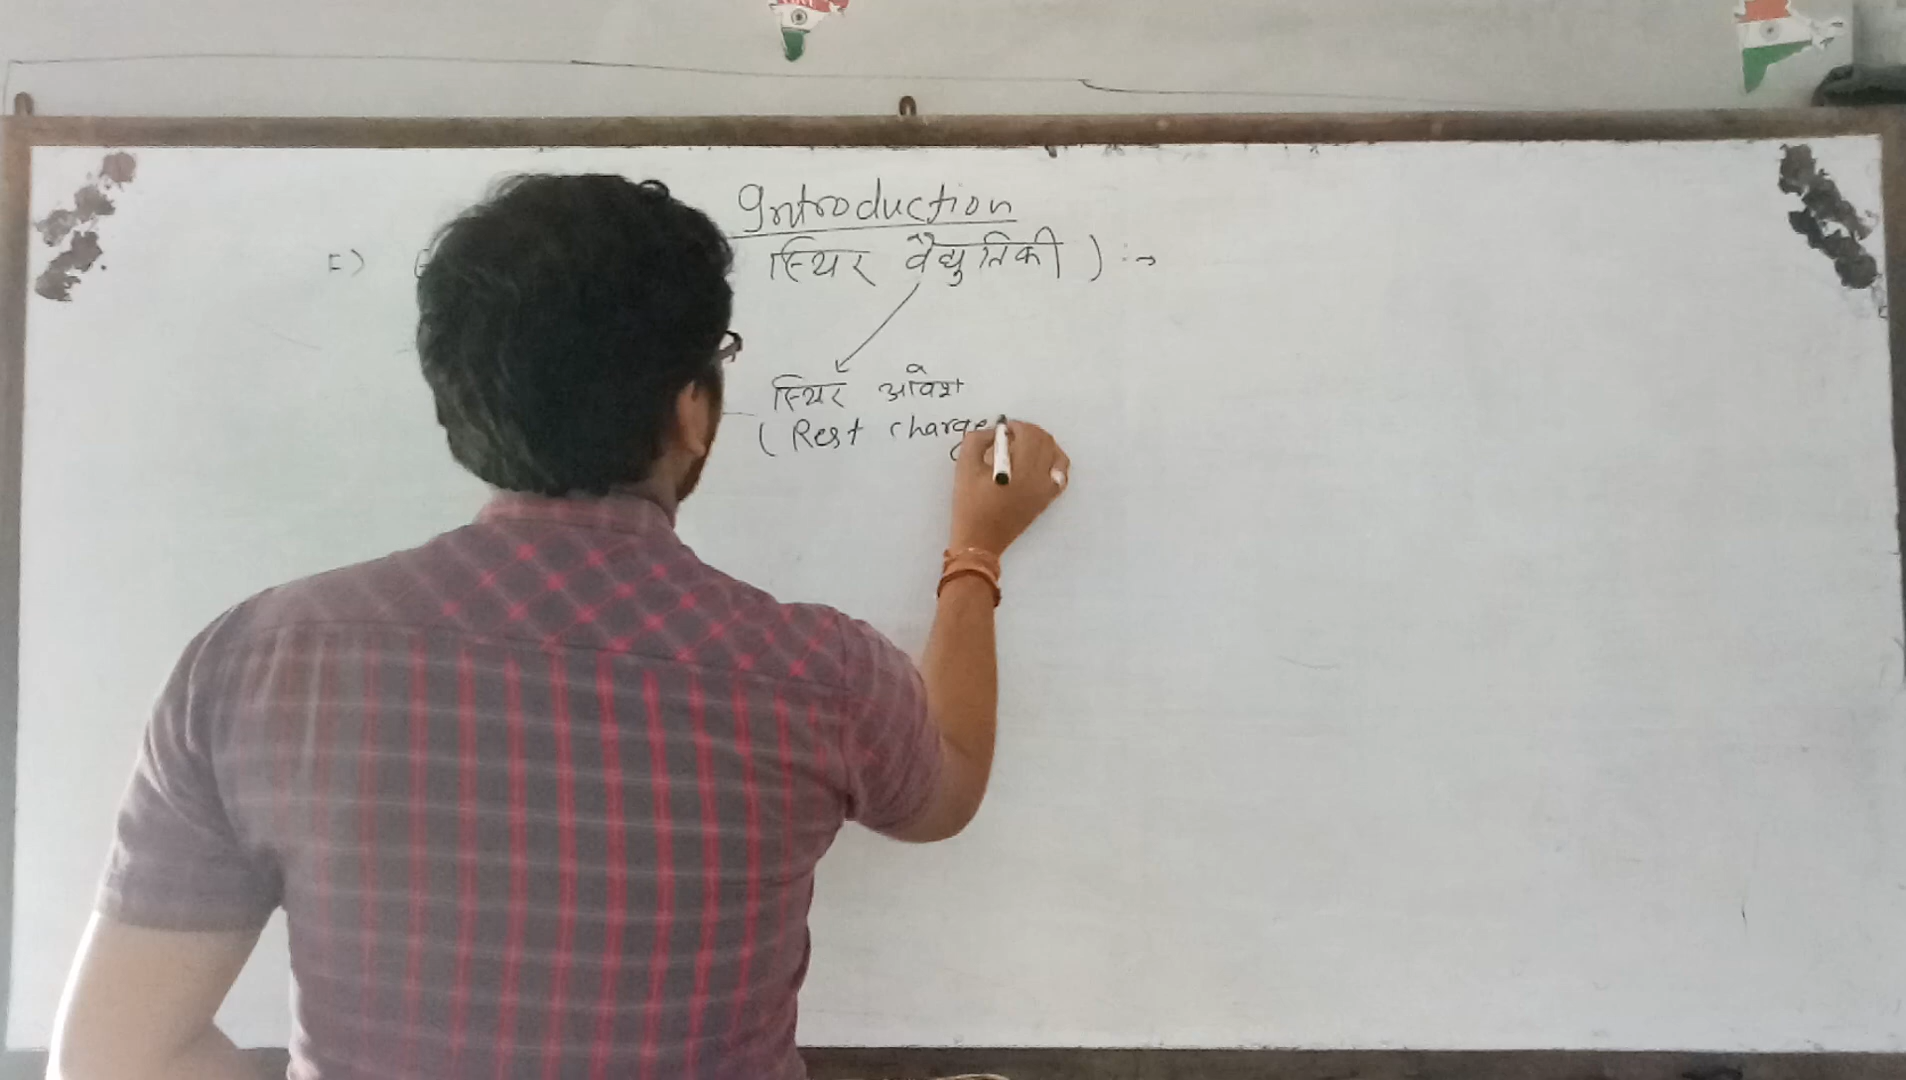 Introduction
स्थिर वैद्युतिकी ) :→
स्थिर आवेश
( Rest charge